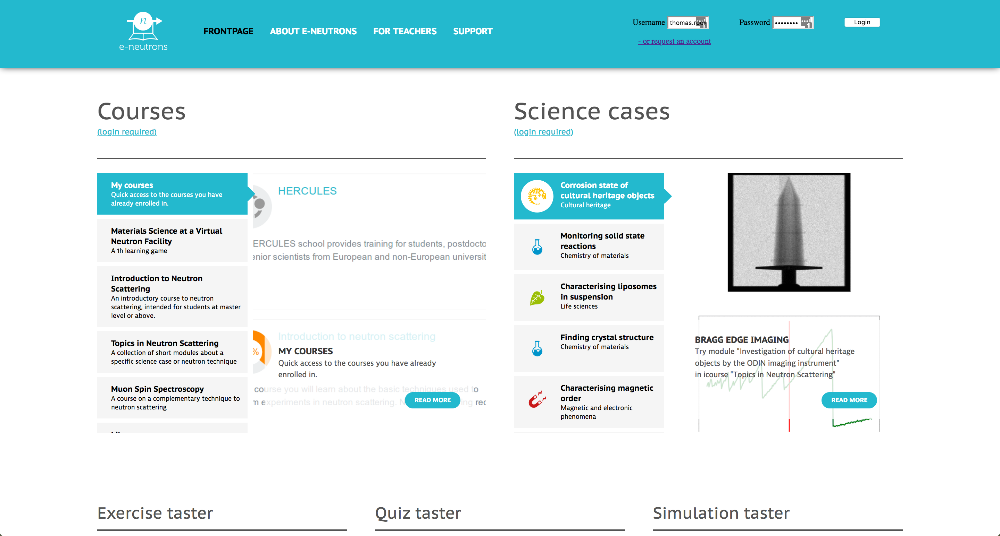 n
e-neutrons
FRONTPAGE
ABOUT E-NEUTRONS
FOR TEACHERS
SUPPORT
Username
Password
••••••••
Login
- or request an account
Courses
(login required)
My courses
Quick access to the courses you have
already enrolled in.
Materials Science at a Virtual
Neutron Facility
A 1h learning game
Introduction to Neutron
Scattering
An introductory course to neutron
scattering, intended for students at master
level or above.
Topics in Neutron Scattering
A collection of short modules about a
specific science case or neutron technique
Muon Spin Spectroscopy
A course on a complementary technique to
neutron scattering
HERCULES
ERCULES school provides training for students, postdocto
enior scientists from European and non-European universit
Introduction to neutron scattering
%
MY COURSES
Quick access to the courses you have already
enrolled in.
course you will learn about the basic techniques used to
m experiments in neutron scattering. N
ing rec
READ MORE
Science cases
(login required)
Corrosion state of
cultural heritage objects
Cultural heritage
Monitoring solid state
reactions
Chemistry of materials
Characterising liposomes
in suspension
Life sciences
Finding crystal structure
Chemistry of materials
Characterising magnetic
order
Magnetic and electronic
phenomena
BRAGG EDGE IMAGING
Try module "Investigation of cultural heritage
objects by the ODIN imaging instrument"
in icourse "Topics in Neutron Scattering"
READ MORE
Exercise taster
Quiz taster
Simulation taster